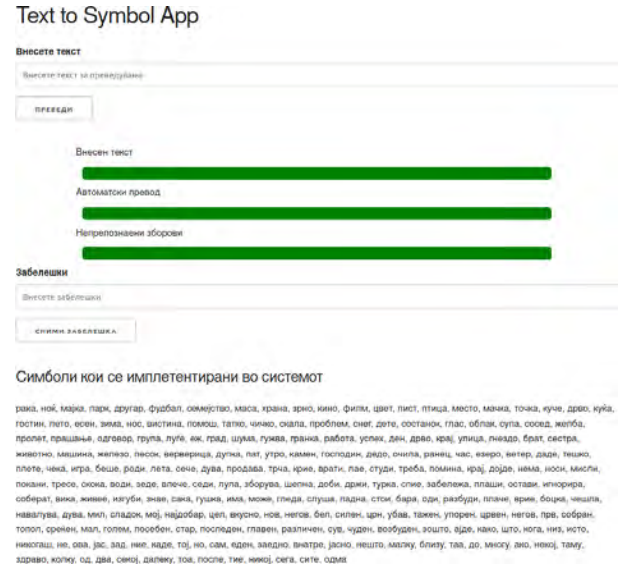 Text to Symbol App
Внесете текст
Внесете текст за преведување
ПРЕВЕДИ
Внесен текст
Автоматски превод
Непрепознаени зборови
Забелешки
Внесете забелешки
СНИМИ ЗАБЕЛЕШКА
Симболи кои се имплетентирани во системот
рака, ној, мајка, парк, другар, фудбал, семејство, маса, храна, зрно, кино, филм, цвет, лист, птица, место, мачка, точка, куче, дрво, куќа,
гостин, лето, есен, зима, нос, вистина, помош, татко, чичко, скала, проблем, снег, дете, состанок, глас, облак, супа, сосед, желба,
пролет, прашање, одговор, група, луѓе, еж, град, шума, гужва, гранка, работа, успех, ден, дрво, крај, улица, гнездо, брат, сестра,
животно, машина, железо, песок, верверица, дупка, пат, утро, камен, господин, дедо, очила, ранец, час, езеро, ветер, даде, тешко,
плете, чека, игра, беше, роди, лета, сече, дува, продава, трча, крие, врати, пае, студи, треба, помина, крај, дојде, нема, носи, мисли,
покани, тресе, скока, води, зеде, влече, седи, лупа, зборува, шепна, доби, држи, турка, спие, забележа, плаши, остави, игнорира,
соберат, вика, живее, изгуби, знае, сака, гушка, има, може, гледа, слуша, падна, стои, бара, оди, разбуди, плаче, врие, боцка, чешла,
навалува, дува, мил, сладок, мој, најдобар, цел, вкусно, нов, негов, бел, силен, црн, убав, тажен, упорен, црвен, негов, прв, собран,
топол, среќен, мал, голем, посебен, стар, последен, главен, различен, сув, чуден, возбуден, зошто, ајде, како, што, кога, низ, исто,
никогаш, не, ова, јас, зад, ние, каде, тој, но, сам, еден, заедно, внатре, јасно, нешто, малку, близу, таа, до, многу, ако, некој, таму,
здраво, колку, од, два, секој, далеку, тоа, после, тие, никој, сега, сите, одма